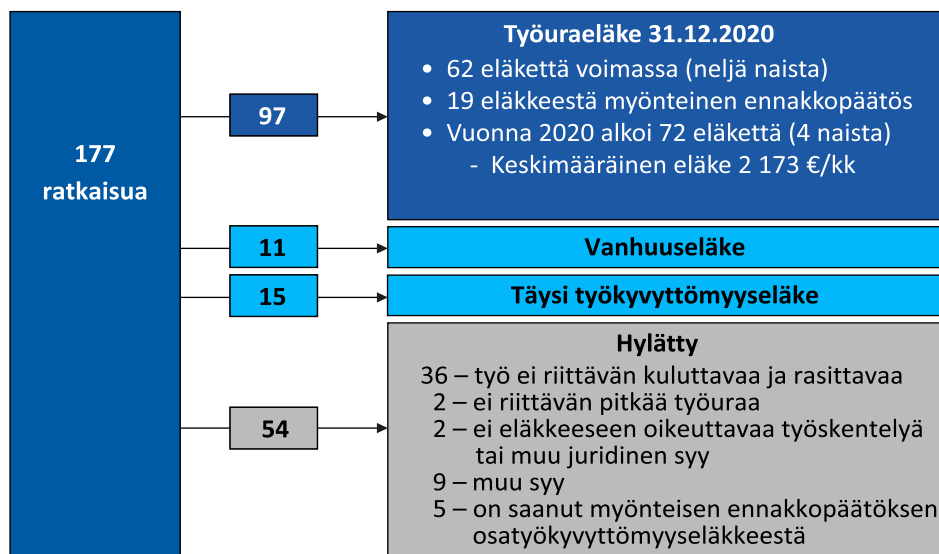 177
ratkaisua
97
Työuraeläke 31.12.2020
• 62 eläkettä voimassa (neljä naista)
• 19 eläkkeestä myönteinen ennakkopäätös
• Vuonna 2020 alkoi 72 eläkettä (4 naista)
- Keskimääräinen eläke 2 173 €/kk
11
Vanhuuseläke
15
Täysi työkyvyttömyyseläke
54
Hylätty
36 – työ ei riittävän kuluttavaa ja rasittavaa
2 – ei riittävän pitkää työuraa
2 – ei eläkkeeseen oikeuttavaa työskentelyä
tai muu juridinen syy
9 – muu syy
5 – on saanut myönteisen ennakkopäätöksen
osatyökyvyttömyyseläkkeestä